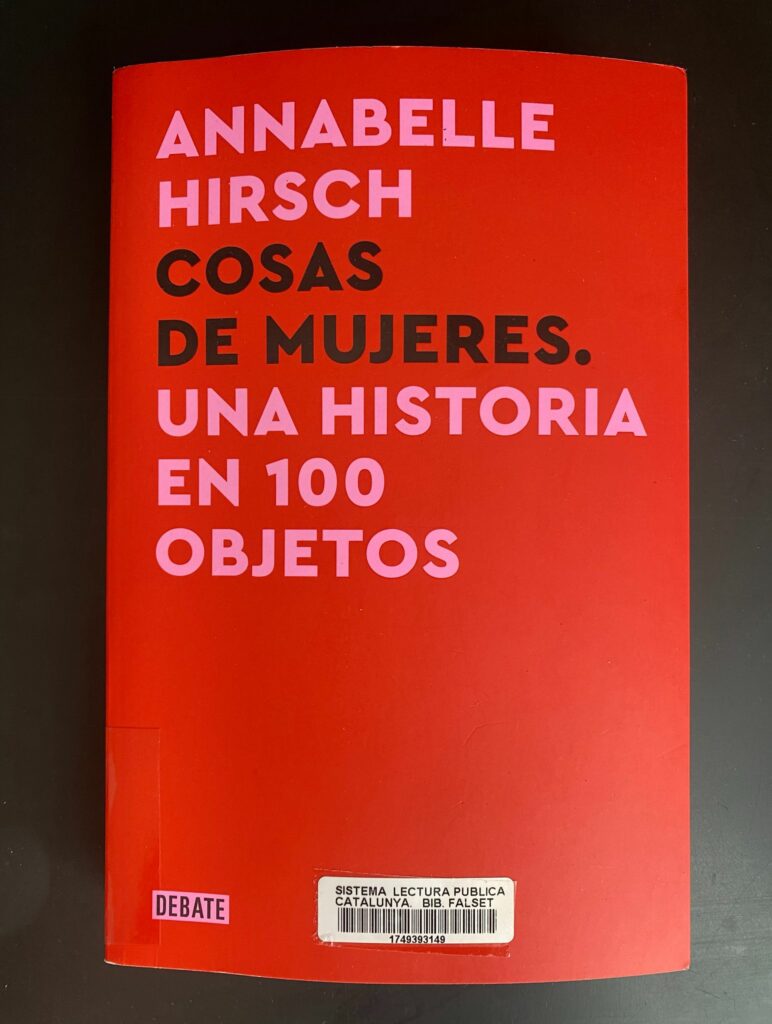 ANNABELLE
HIRSCH
COSAS
DE MUJERES.
UNA HISTORIA
EN 100
OBJETOS
DEBATE
SISTEMA LECTURA PUBLICA
CATALUNYA. BIB. FALSET
1749393149